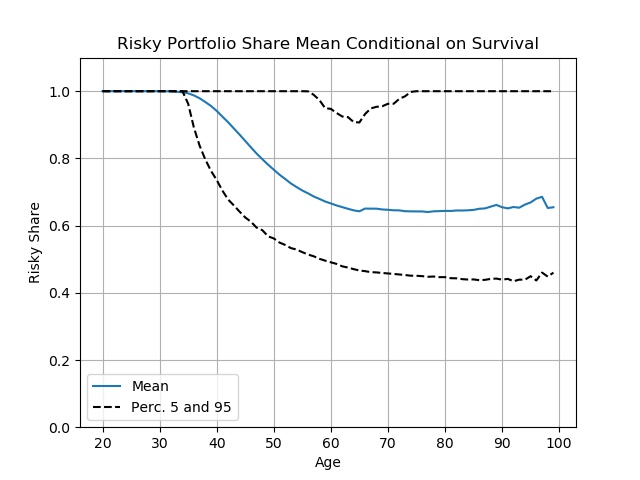 Risky Portfolio Share Mean Conditional on Survival
1.0
0.8
0.6
0.4
0.2
0.0
Risky Share
Mean
Perc. 5 and 95
20 30 40 50 60 70 80 90 100
Age